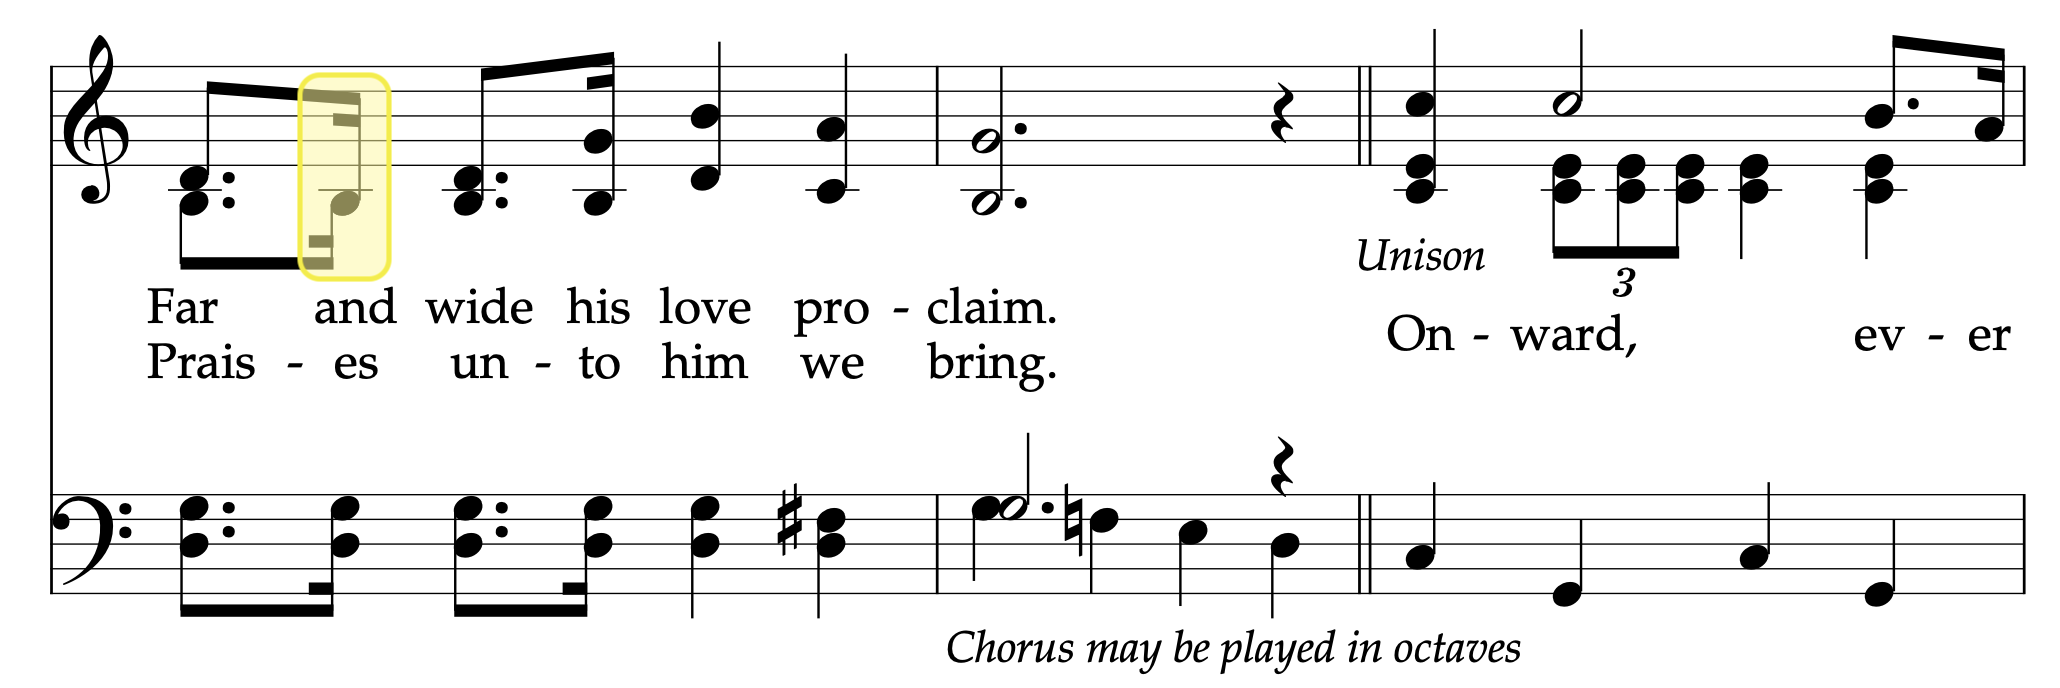 Unison
3
Far and wide his love pro - claim.
On - ward, ev - er
Prais - es un - to him we bring.
Chorus may be played in octaves